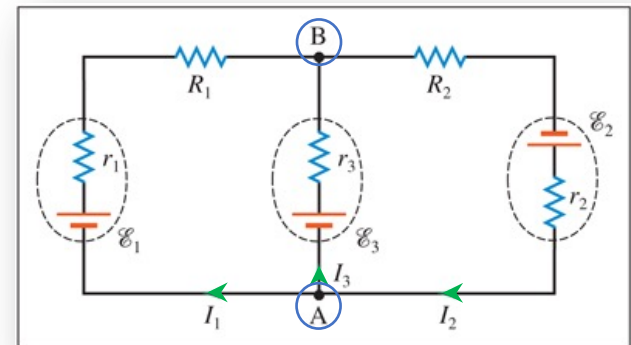 B
R₁
R₂
ℰ₂
r₁
r₃
r₂
ℰ₁
ℰ₃
I₃
I₁
A
I₂